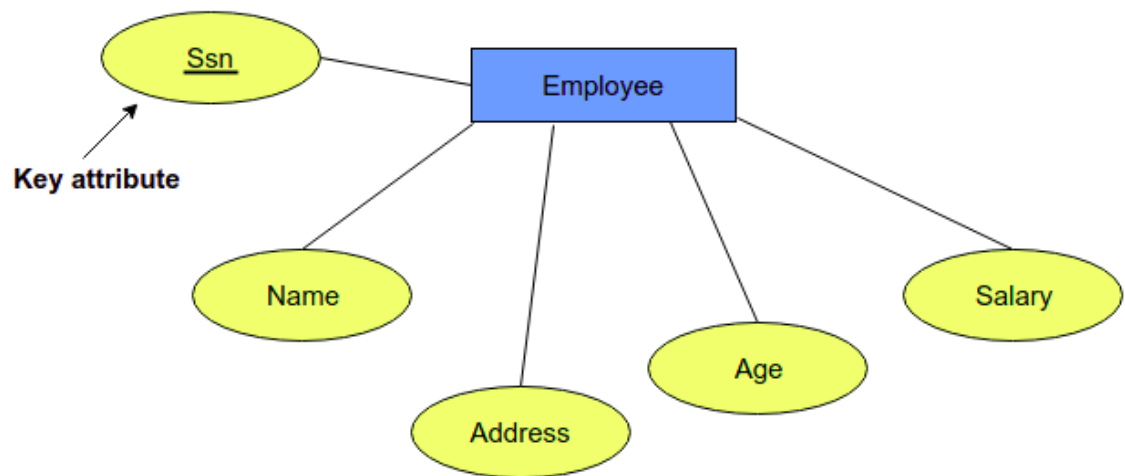 Ssn
Employee
Key attribute
Name
Salary
Age
Address